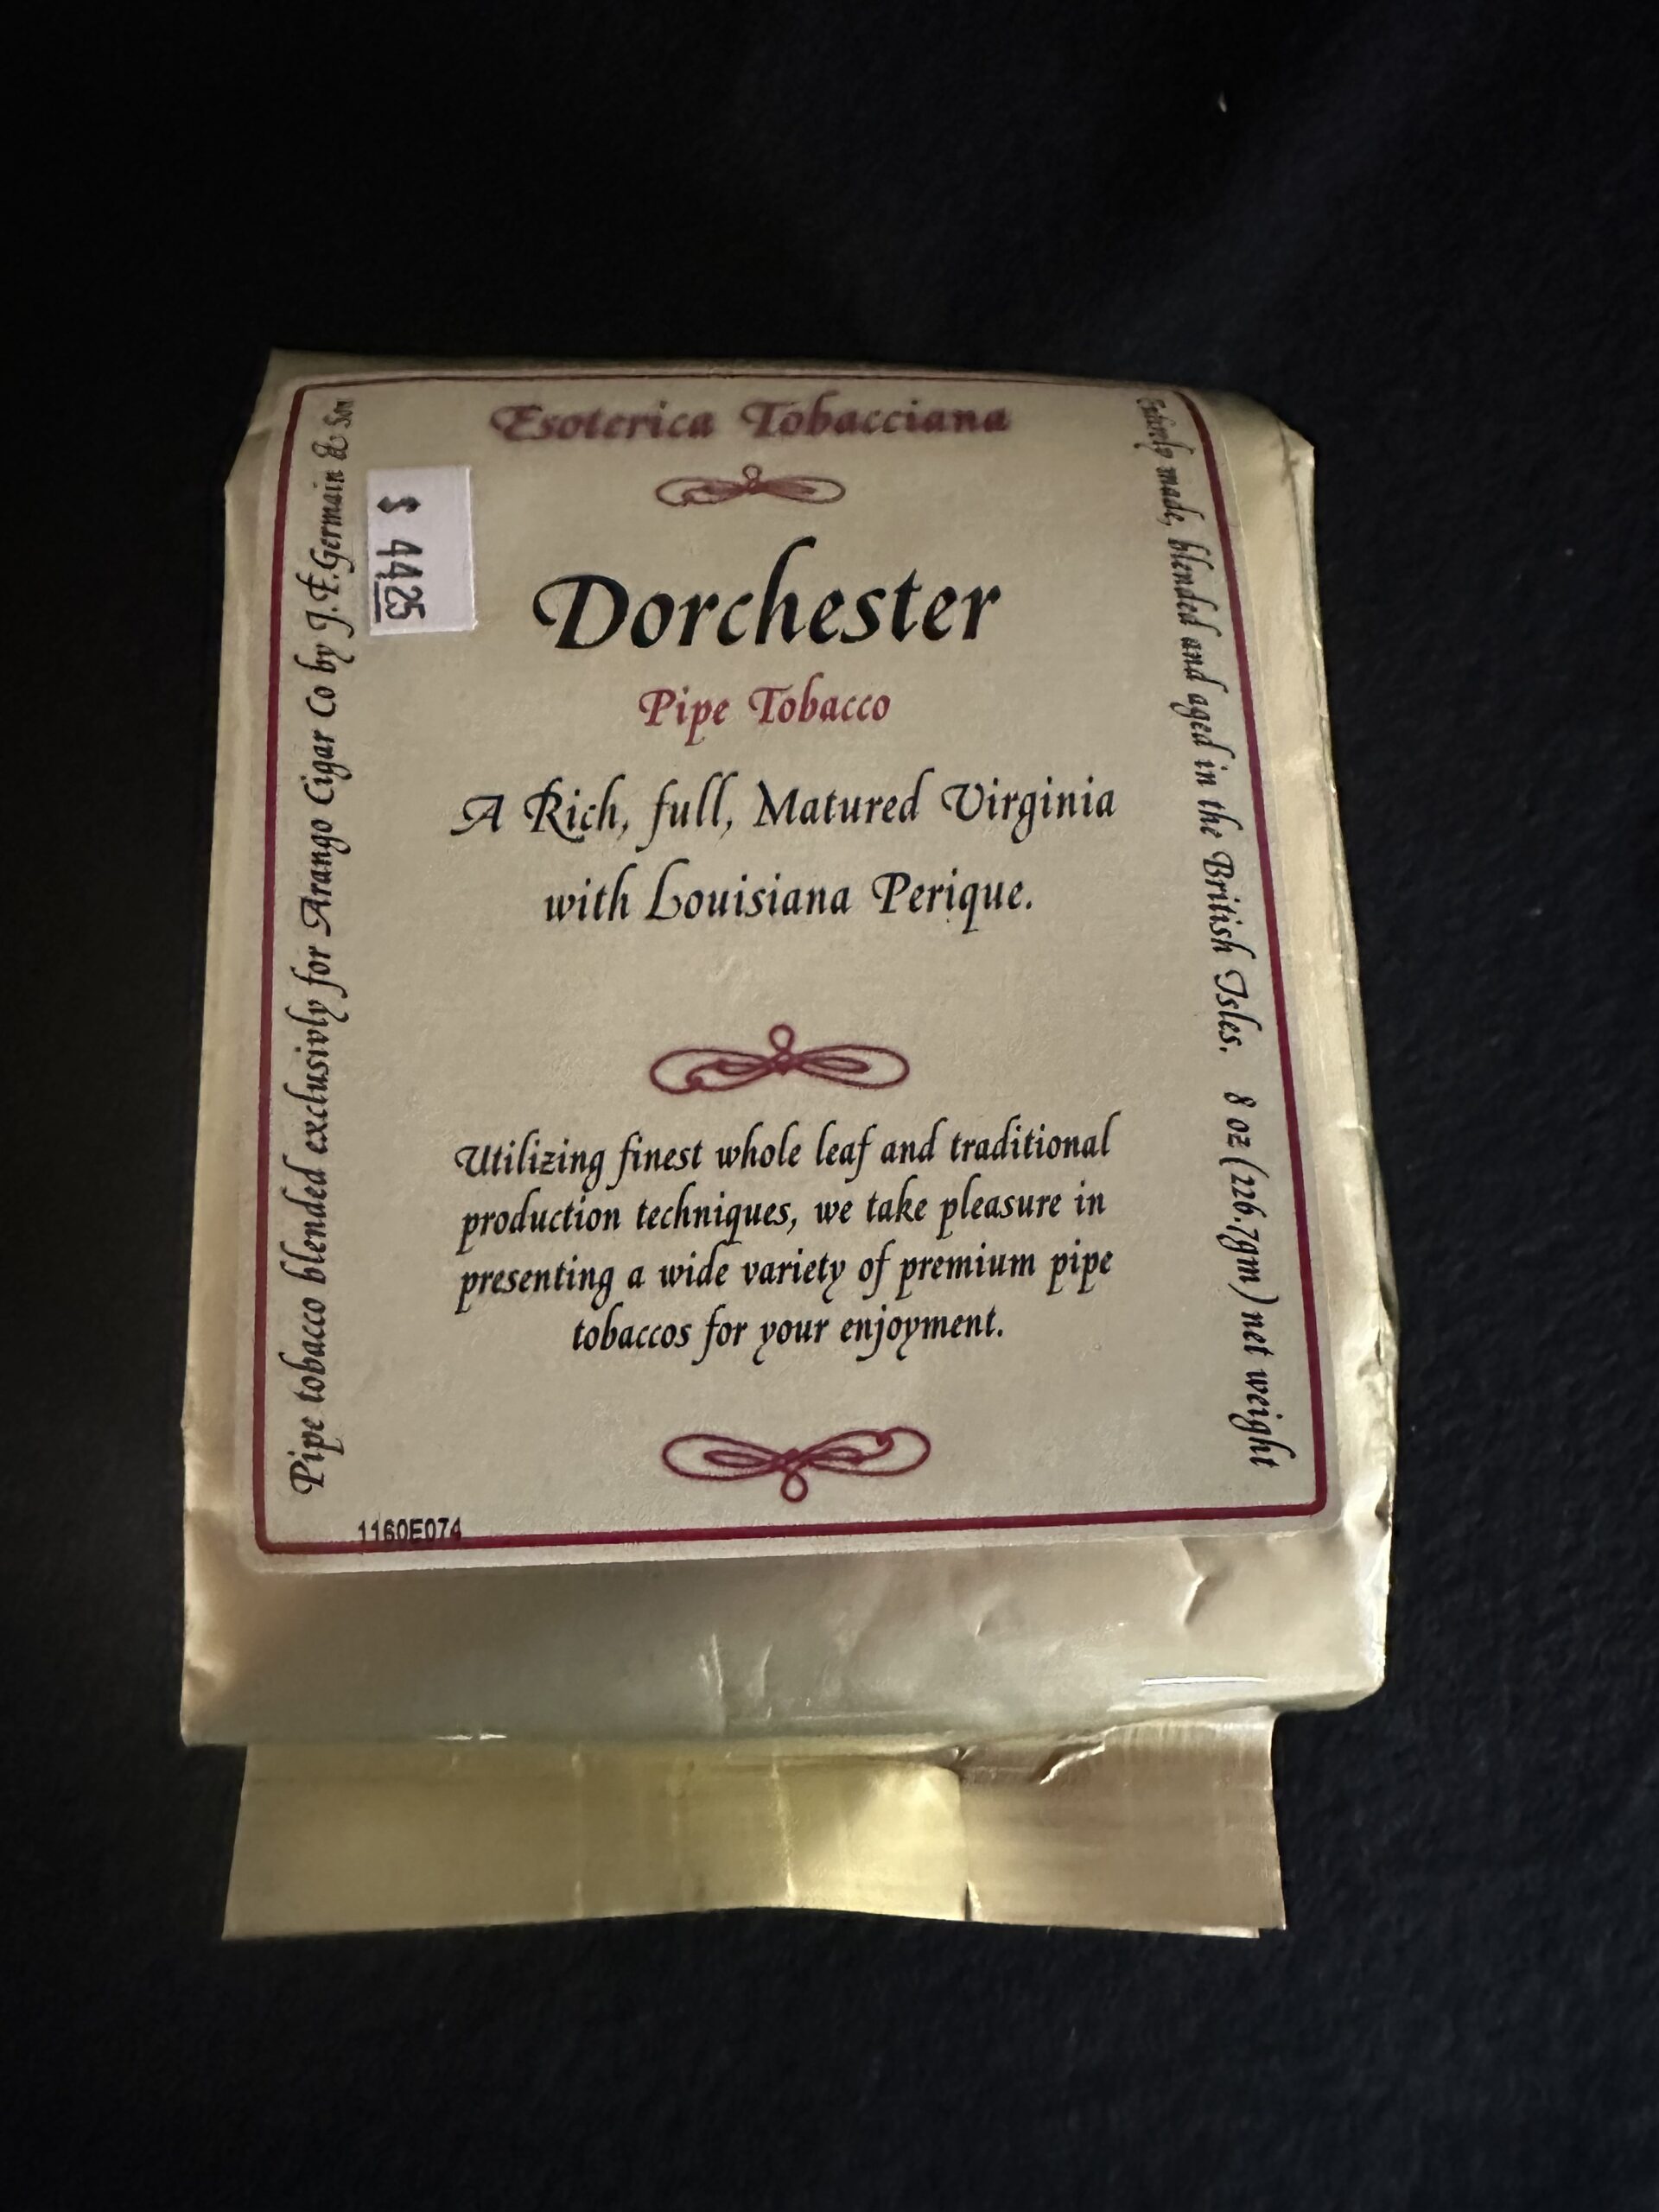 Esoterica Tobacciana
$ 4425
Dorchester
Pipe Tobacco
A Rich, full, Matured Virginia
with Louisiana Perique.
Utilizing finest whole leaf and traditional
production techniques, we take pleasure in
presenting a wide variety of premium pipe
tobaccos for your enjoyment.
Pipe tobacco blended exclusivly for Arango Cigar Co by J.F.Germain & Son
Entirely made, blended and aged in the British Isles. 8 oz (226.7gm) net weight
1160E074